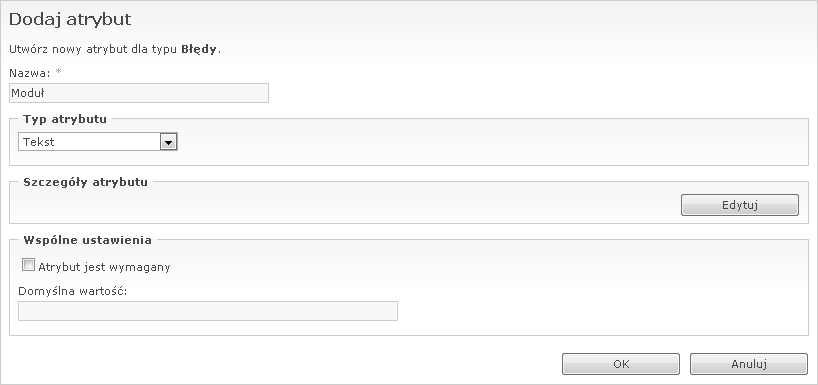 Dodaj atrybut
Utwórz nowy atrybut dla typu Błędy.
Nazwa: *
Moduł
Typ atrybutu
Tekst
Szczegóły atrybutu
Edytuj
Wspólne ustawienia
Atrybut jest wymagany
Domyślna wartość:
OK
Anuluj